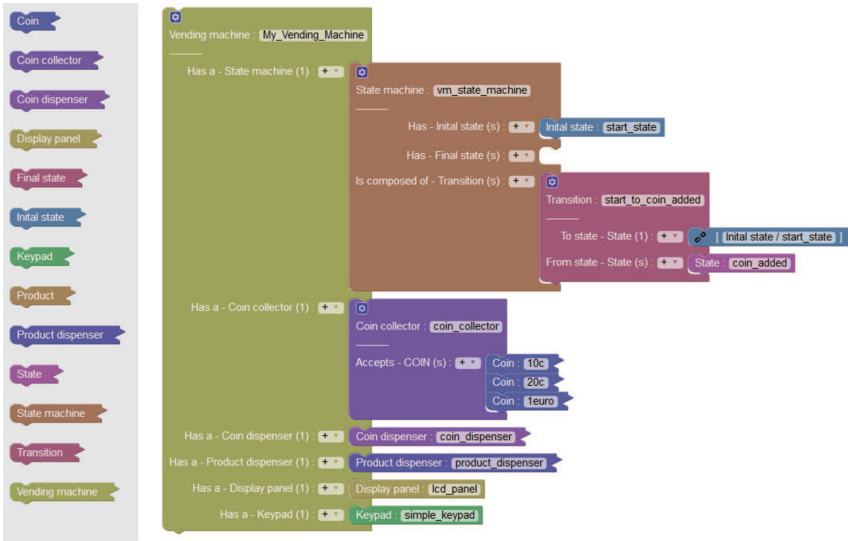 Coin
Coin collector
Coin dispenser
Display panel
Final state
Inital state
Keypad
Product
Product dispenser
State
State machine
Transition
Vending machine
Vending machine : My_Vending_Machine
Has a - State machine (1) : +
State machine : vm_state_machine
Has - Inital state (s) : + Inital state : start_state
Has - Final state (s) : +
Is composed of - Transition (s) : +
Transition : start_to_coin_added
To state - State (1) : + [ Inital state / start_state ]
From state - State (s) : + State : coin_added
Has a - Coin collector (1) : +
Coin collector : coin_collector
Accepts - COIN (s) : + Coin : 10c
Coin : 20c
Coin : 1euro
Has a - Coin dispenser (1) : + Coin dispenser : coin_dispenser
Has a - Product dispenser (1) : + Product dispenser : product_dispenser
Has a - Display panel (1) : + Display panel : lcd_panel
Has a - Keypad (1) : + Keypad : simple_keypad